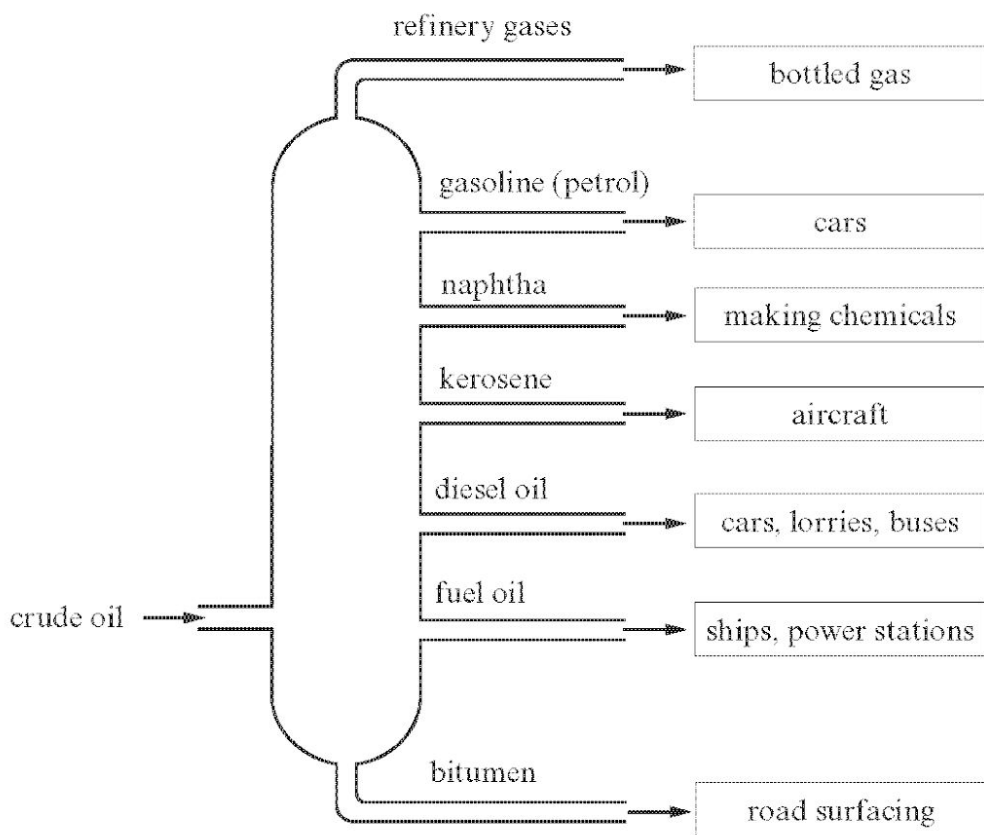 refinery gases
bottled gas
gasoline (petrol)
cars
naphtha
making chemicals
kerosene
aircraft
diesel oil
cars, lorries, buses
fuel oil
crude oil
ships, power stations
bitumen
road surfacing